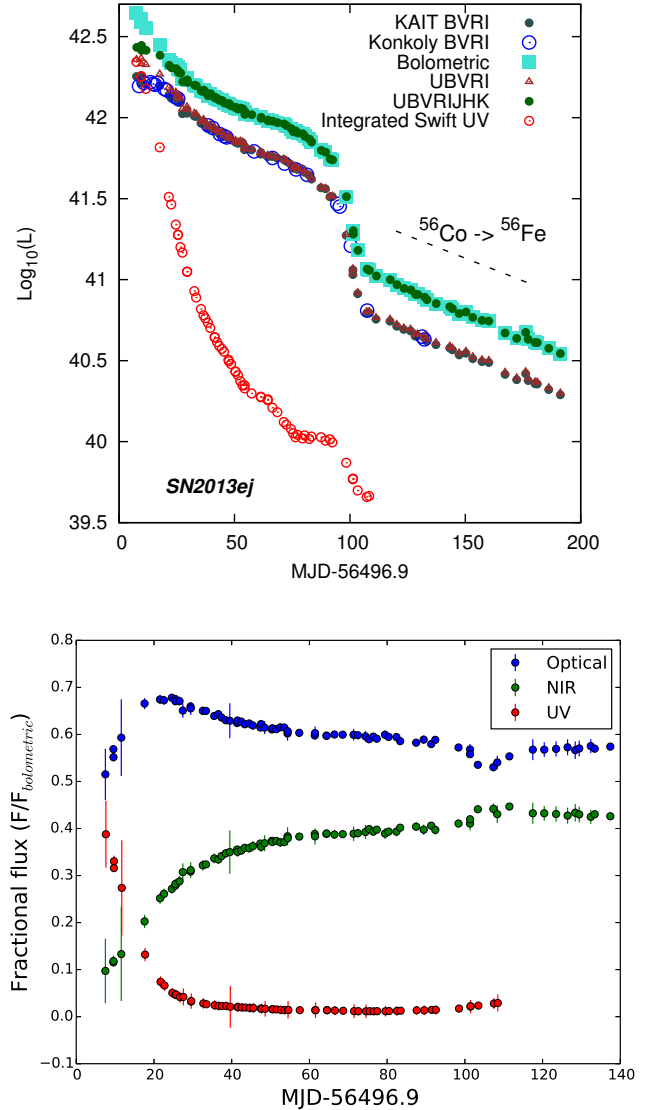 42.5
42
41.5
41
40.5
40
39.5
Log10(L)
KAIT BVRI
Konkoly BVRI
Bolometric
UBVRI
UBVRIJHK
Integrated Swift UV
56Co -> 56Fe
SN2013ej
0 50 100 150 200
MJD-56496.9
0.8
0.7
0.6
0.5
0.4
0.3
0.2
0.1
0.0
−0.1
Fractional flux (F/Fbolometric)
Optical
NIR
UV
0 20 40 60 80 100 120 140
MJD-56496.9